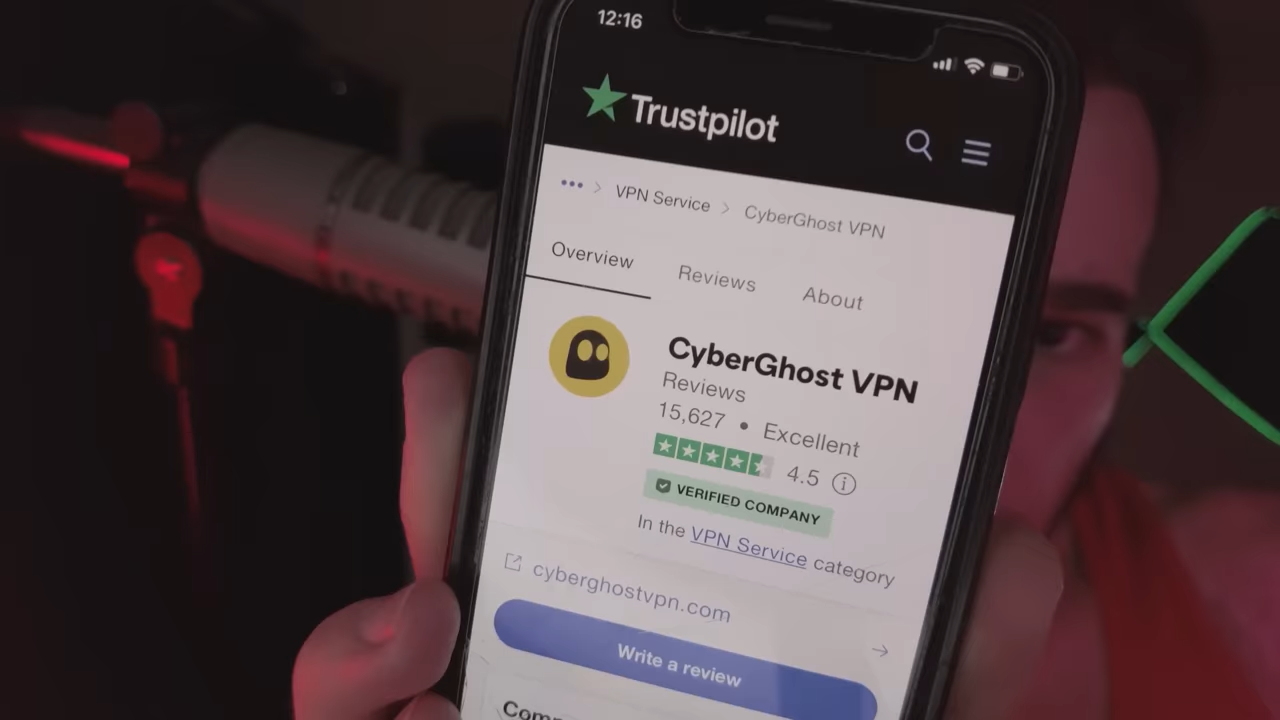 12:16
Trustpilot
VPN Service
CyberGhost VPN
Overview
Reviews
About
CyberGhost VPN
Reviews
15,627 • Excellent
4.5
VERIFIED COMPANY
In the VPN Service category
cyberghostvpn.com
Write a review